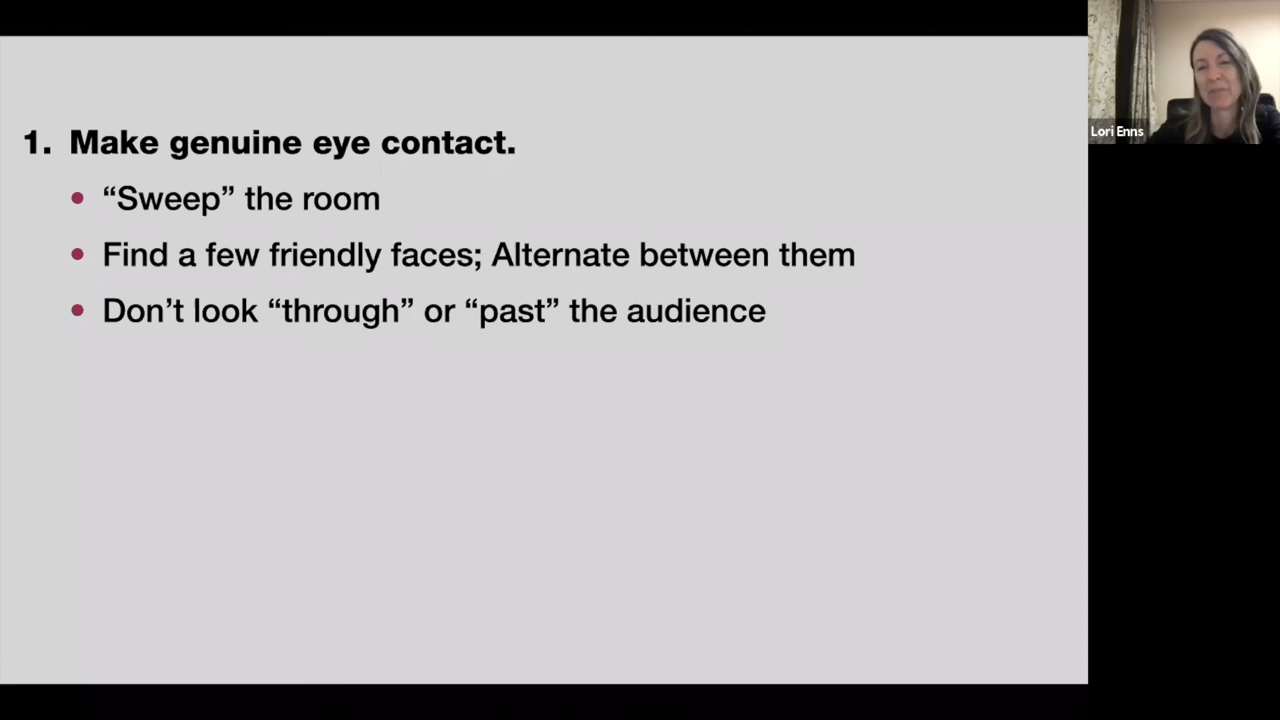 1. Make genuine eye contact.
• “Sweep” the room
• Find a few friendly faces; Alternate between them
• Don’t look “through” or “past” the audience
Lori Enns